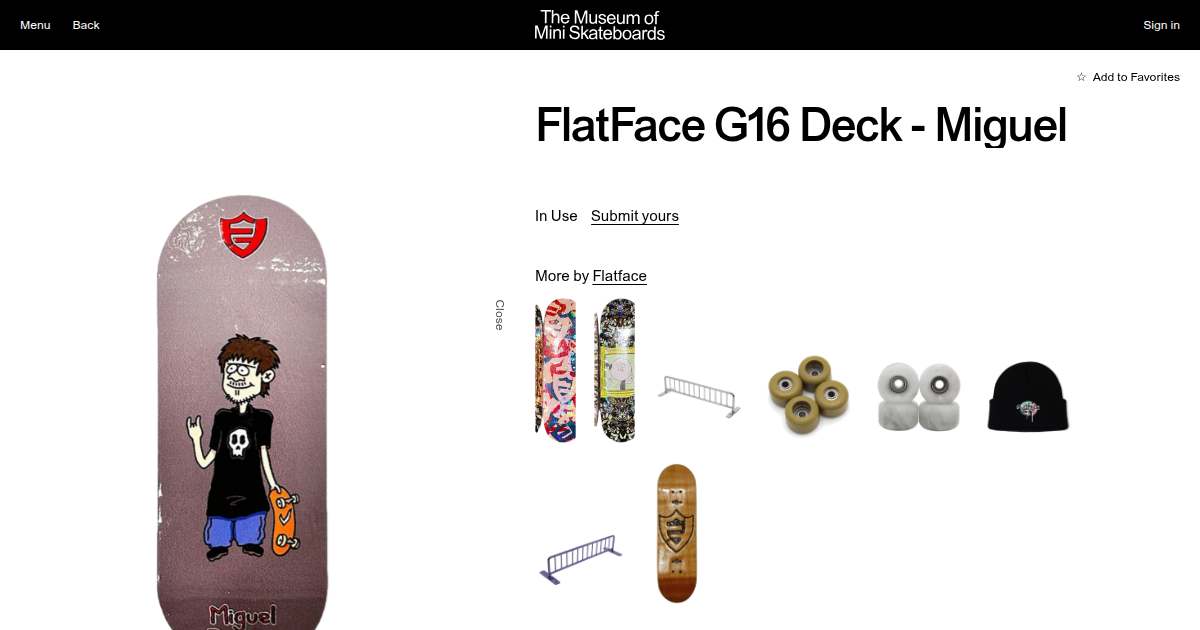 Menu
Back
The Museum of
Mini Skateboards
Sign in
☆ Add to Favorites
FlatFace G16 Deck - Miguel
In Use
Submit yours
More by Flatface
Close
Miguel